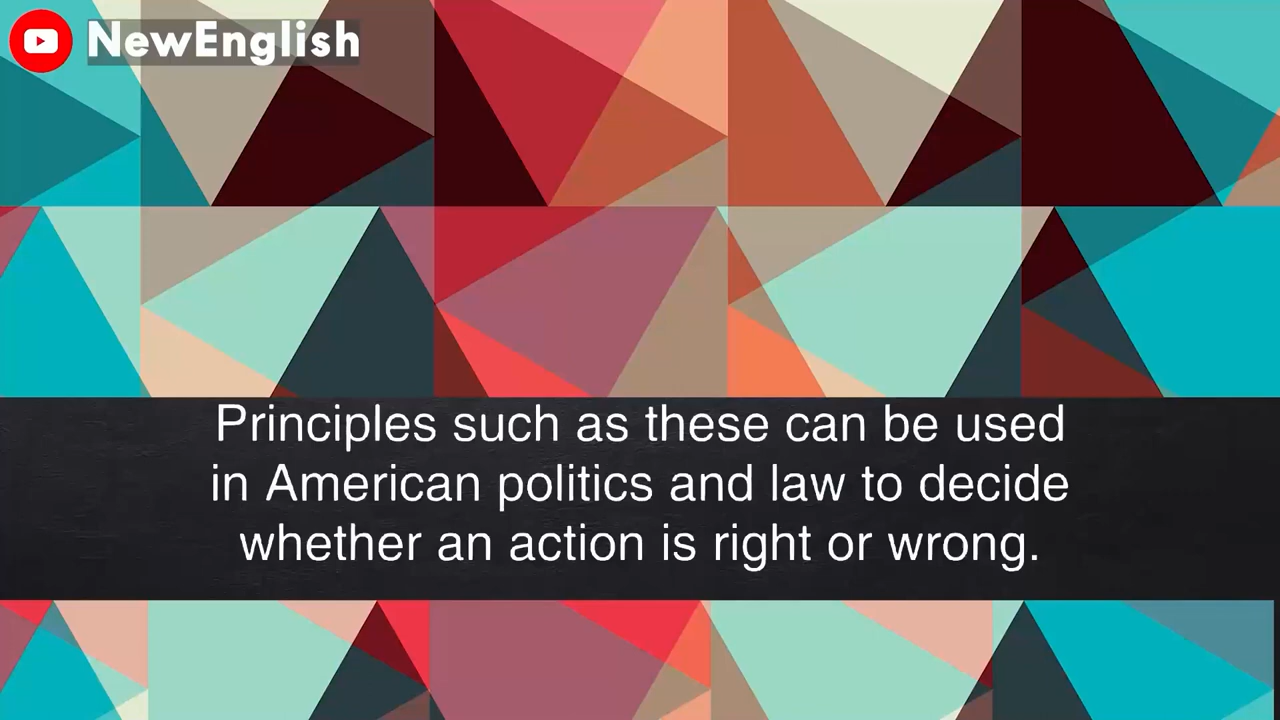 NewEnglish
Principles such as these can be used
in American politics and law to decide
whether an action is right or wrong.